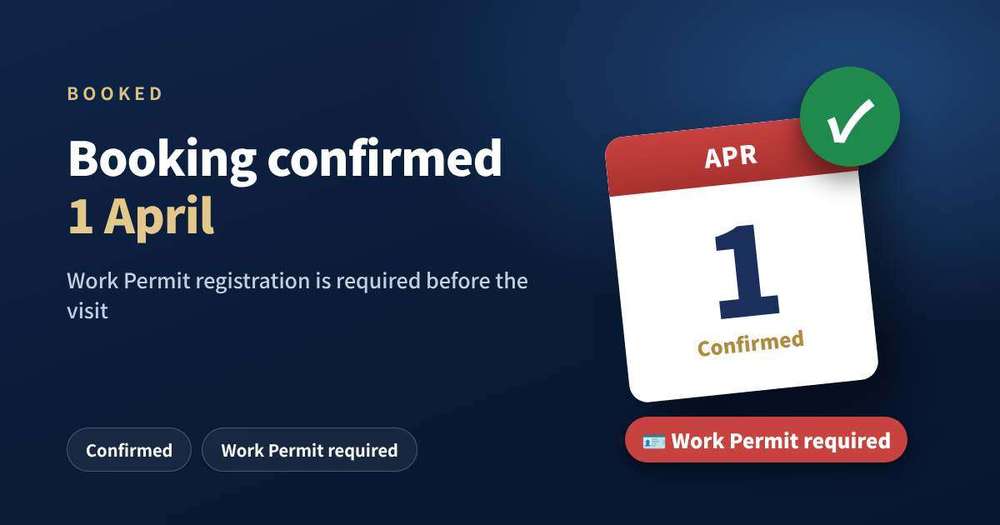 BOOKED
Booking confirmed
1 April
Work Permit registration is required before the
visit
Confirmed
Work Permit required
APR
1
Confirmed
🪪 Work Permit required